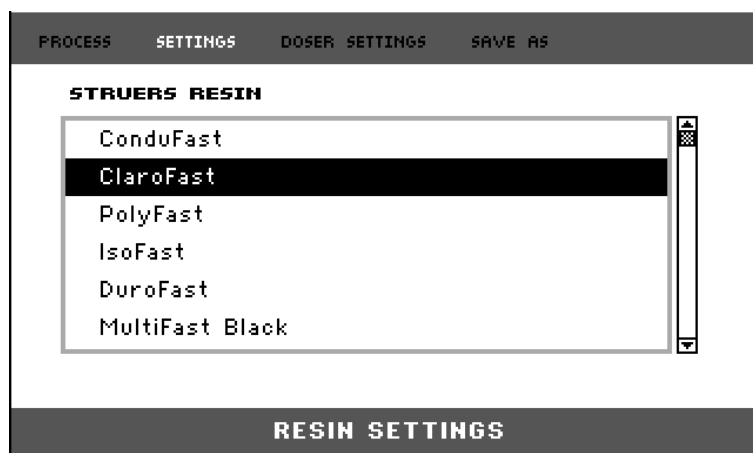 PROCESS SETTINGS DOSER SETTINGS SAVE AS
STRUERS RESIN
ConduFast
ClaroFast
PolyFast
IsoFast
DuroFast
MultiFast Black
RESIN SETTINGS